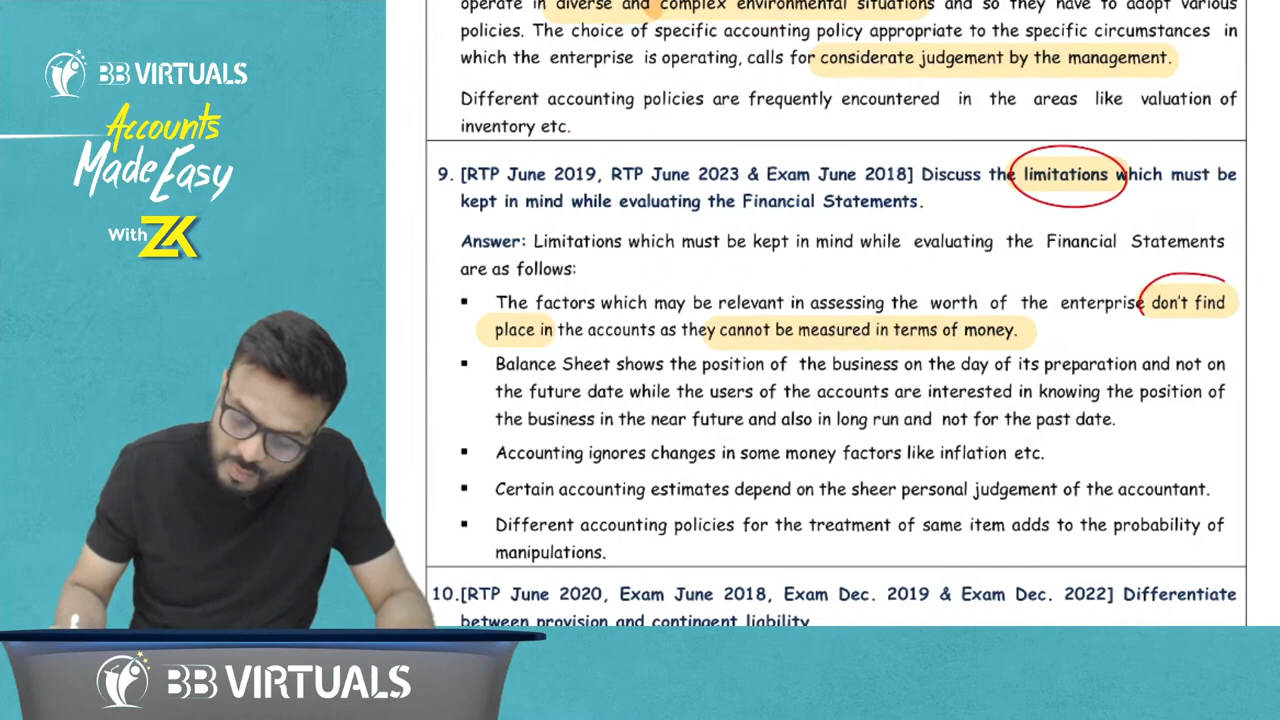 BB VIRTUALS
Accounts
Made Easy
With ZK
operate in diverse and complex environmental situations and so they have to adopt various
policies. The choice of specific accounting policy appropriate to the specific circumstances in
which the enterprise is operating, calls for considerate judgement by the management.
Different accounting policies are frequently encountered in the areas like valuation of
inventory etc.
9. [RTP June 2019, RTP June 2023 & Exam June 2018] Discuss the limitations which must be
kept in mind while evaluating the Financial Statements.
Answer: Limitations which must be kept in mind while evaluating the Financial Statements
are as follows:
▪ The factors which may be relevant in assessing the worth of the enterprise don't find
place in the accounts as they cannot be measured in terms of money.
▪ Balance Sheet shows the position of the business on the day of its preparation and not on
the future date while the users of the accounts are interested in knowing the position of
the business in the near future and also in long run and not for the past date.
▪ Accounting ignores changes in some money factors like inflation etc.
▪ Certain accounting estimates depend on the sheer personal judgement of the accountant.
▪ Different accounting policies for the treatment of same item adds to the probability of
manipulations.
10. [RTP June 2020, Exam June 2018, Exam Dec. 2019 & Exam Dec. 2022] Differentiate
between provision and contingent liability
BB VIRTUALS